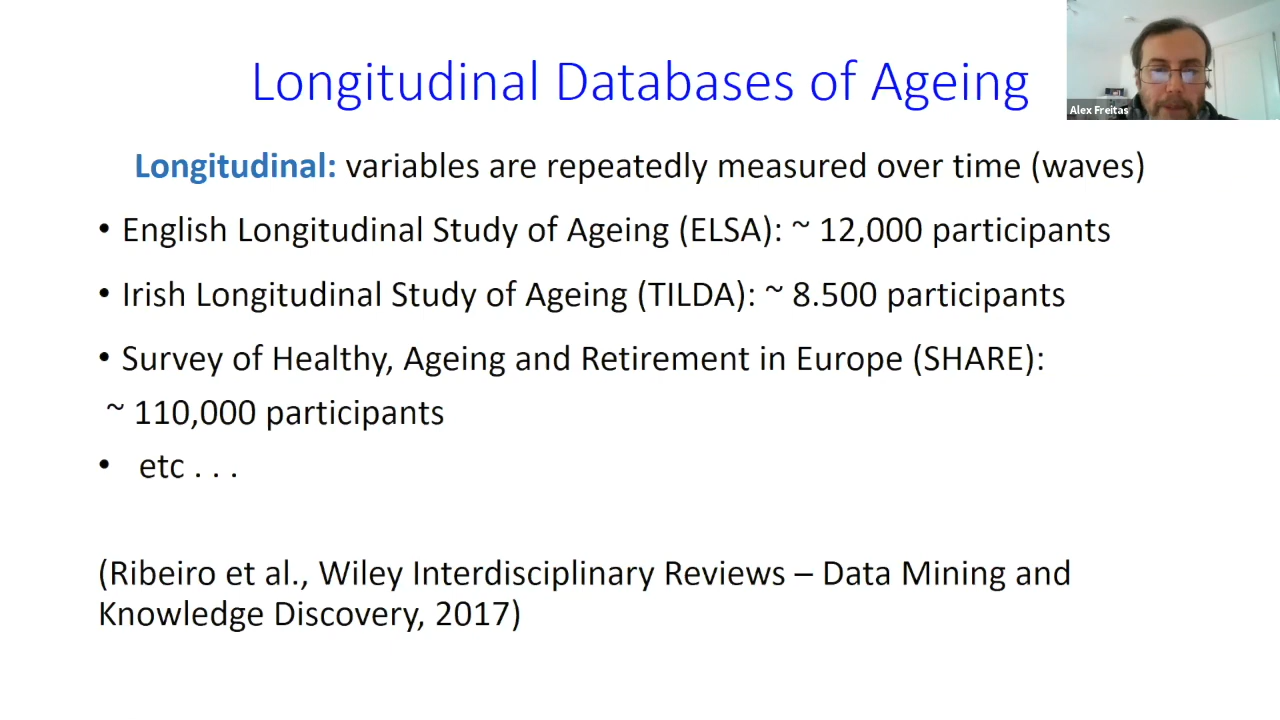 Longitudinal Databases of Ageing
Alex Freitas
Longitudinal: variables are repeatedly measured over time (waves)
• English Longitudinal Study of Ageing (ELSA): ~ 12,000 participants
• Irish Longitudinal Study of Ageing (TILDA): ~ 8.500 participants
• Survey of Healthy, Ageing and Retirement in Europe (SHARE):
~ 110,000 participants
• etc . . .
(Ribeiro et al., Wiley Interdisciplinary Reviews – Data Mining and
Knowledge Discovery, 2017)